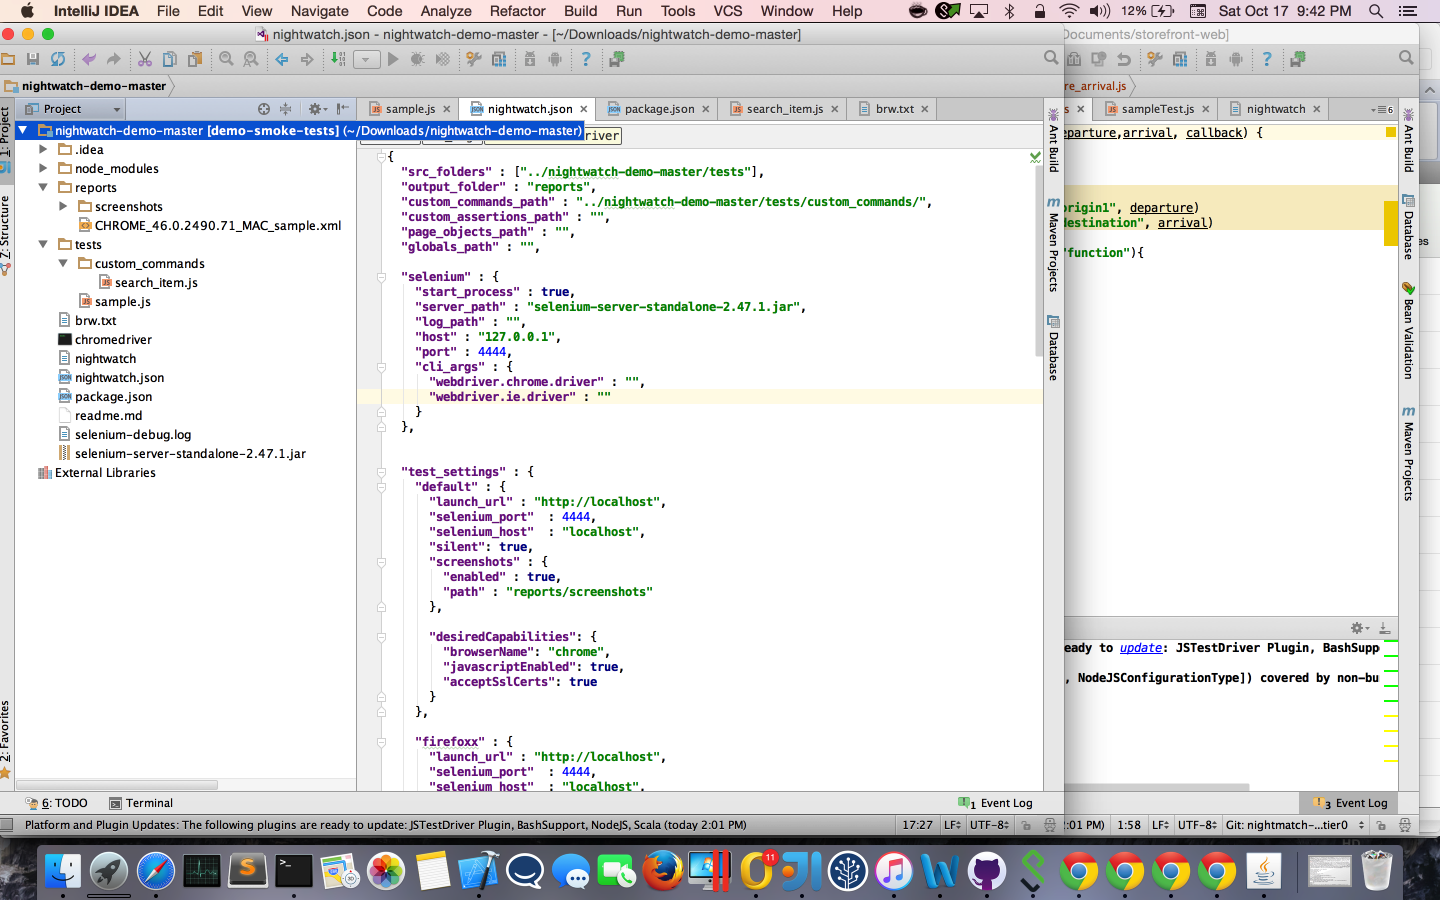 IntelliJ IDEA File Edit View Navigate Code Analyze Refactor Build Run Tools VCS Window Help 12% Sat Oct 17 9:42 PM
nightwatch.json - nightwatch-demo-master - [~/Downloads/nightwatch-demo-master]
Documents/storefront-web]
nightwatch-demo-master
re_arrival.js
Project
sample.js nightwatch.json package.json search_item.js brw.txt
sampleTest.js nightwatch
6
nightwatch-demo-master [demo-smoke-tests] (~/Downloads/nightwatch-demo-master)
river
.idea
node_modules
reports
screenshots
CHROME_46.0.2490.71_MAC_sample.xml
tests
custom_commands
search_item.js
sample.js
brw.txt
chromedriver
nightwatch
nightwatch.json
package.json
readme.md
selenium-debug.log
selenium-server-standalone-2.47.1.jar
External Libraries
{
"src_folders" : ["../nightwatch-demo-master/tests"],
"output_folder" : "reports",
"custom_commands_path" : "../nightwatch-demo-master/tests/custom_commands/",
"custom_assertions_path" : "",
"page_objects_path" : "",
"globals_path" : "",
"selenium" : {
"start_process" : true,
"server_path" : "selenium-server-standalone-2.47.1.jar",
"log_path" : "",
"host" : "127.0.0.1",
"port" : 4444,
"cli_args" : {
"webdriver.chrome.driver" : "",
"webdriver.ie.driver" : ""
}
},
"test_settings" : {
"default" : {
"launch_url" : "http://localhost",
"selenium_port" : 4444,
"selenium_host" : "localhost",
"silent": true,
"screenshots" : {
"enabled" : true,
"path" : "reports/screenshots"
},
"desiredCapabilities": {
"browserName": "chrome",
"javascriptEnabled": true,
"acceptSslCerts": true
}
},
"firefoxx" : {
"launch_url" : "http://localhost",
"selenium_port" : 4444,
"selenium_host" : "localhost",
eparture,arrival, callback) {
origin1", departure)
destination", arrival)
"function"){
eady to update: JSTestDriver Plugin, BashSupp
, NodeJSConfigurationType]) covered by non-bu
1: Project
7: Structure
2: Favorites
Ant Build
Maven Projects
Database
Ant Build
Database
Bean Validation
Maven Projects
es
6: TODO Terminal 1 Event Log
3 Event Log
Platform and Plugin Updates: The following plugins are ready to update: JSTestDriver Plugin, BashSupport, NodeJS, Scala (today 2:01 PM) 17:27 LF UTF-8
2:01 PM) 1:58 LF UTF-8 Git: nightmatch-...tier0
11